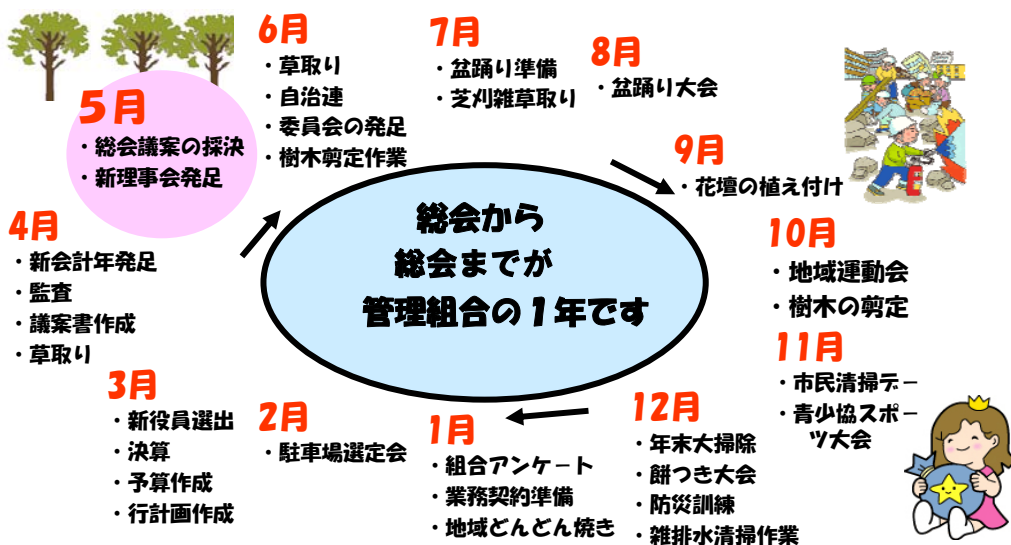 総会から
総会までが
管理組合の1年です
5月
・総会議案の採決
・新理事会発足
6月
・草取り
・自治連
・委員会の発足
・樹木剪定作業
7月
・盆踊り準備
・芝刈雑草取り
8月
・盆踊り大会
9月
・花壇の植え付け
10月
・地域運動会
・樹木の剪定
11月
・市民清掃デー
・青少協スポー
ツ大会
12月
・年末大掃除
・餅つき大会
・防災訓練
・雑排水清掃作業
1月
・組合アンケート
・業務契約準備
・地域どんどん焼き
2月
・駐車場選定会
3月
・新役員選出
・決算
・予算作成
・行計画作成
4月
・新会計年発足
・監査
・議案書作成
・草取り